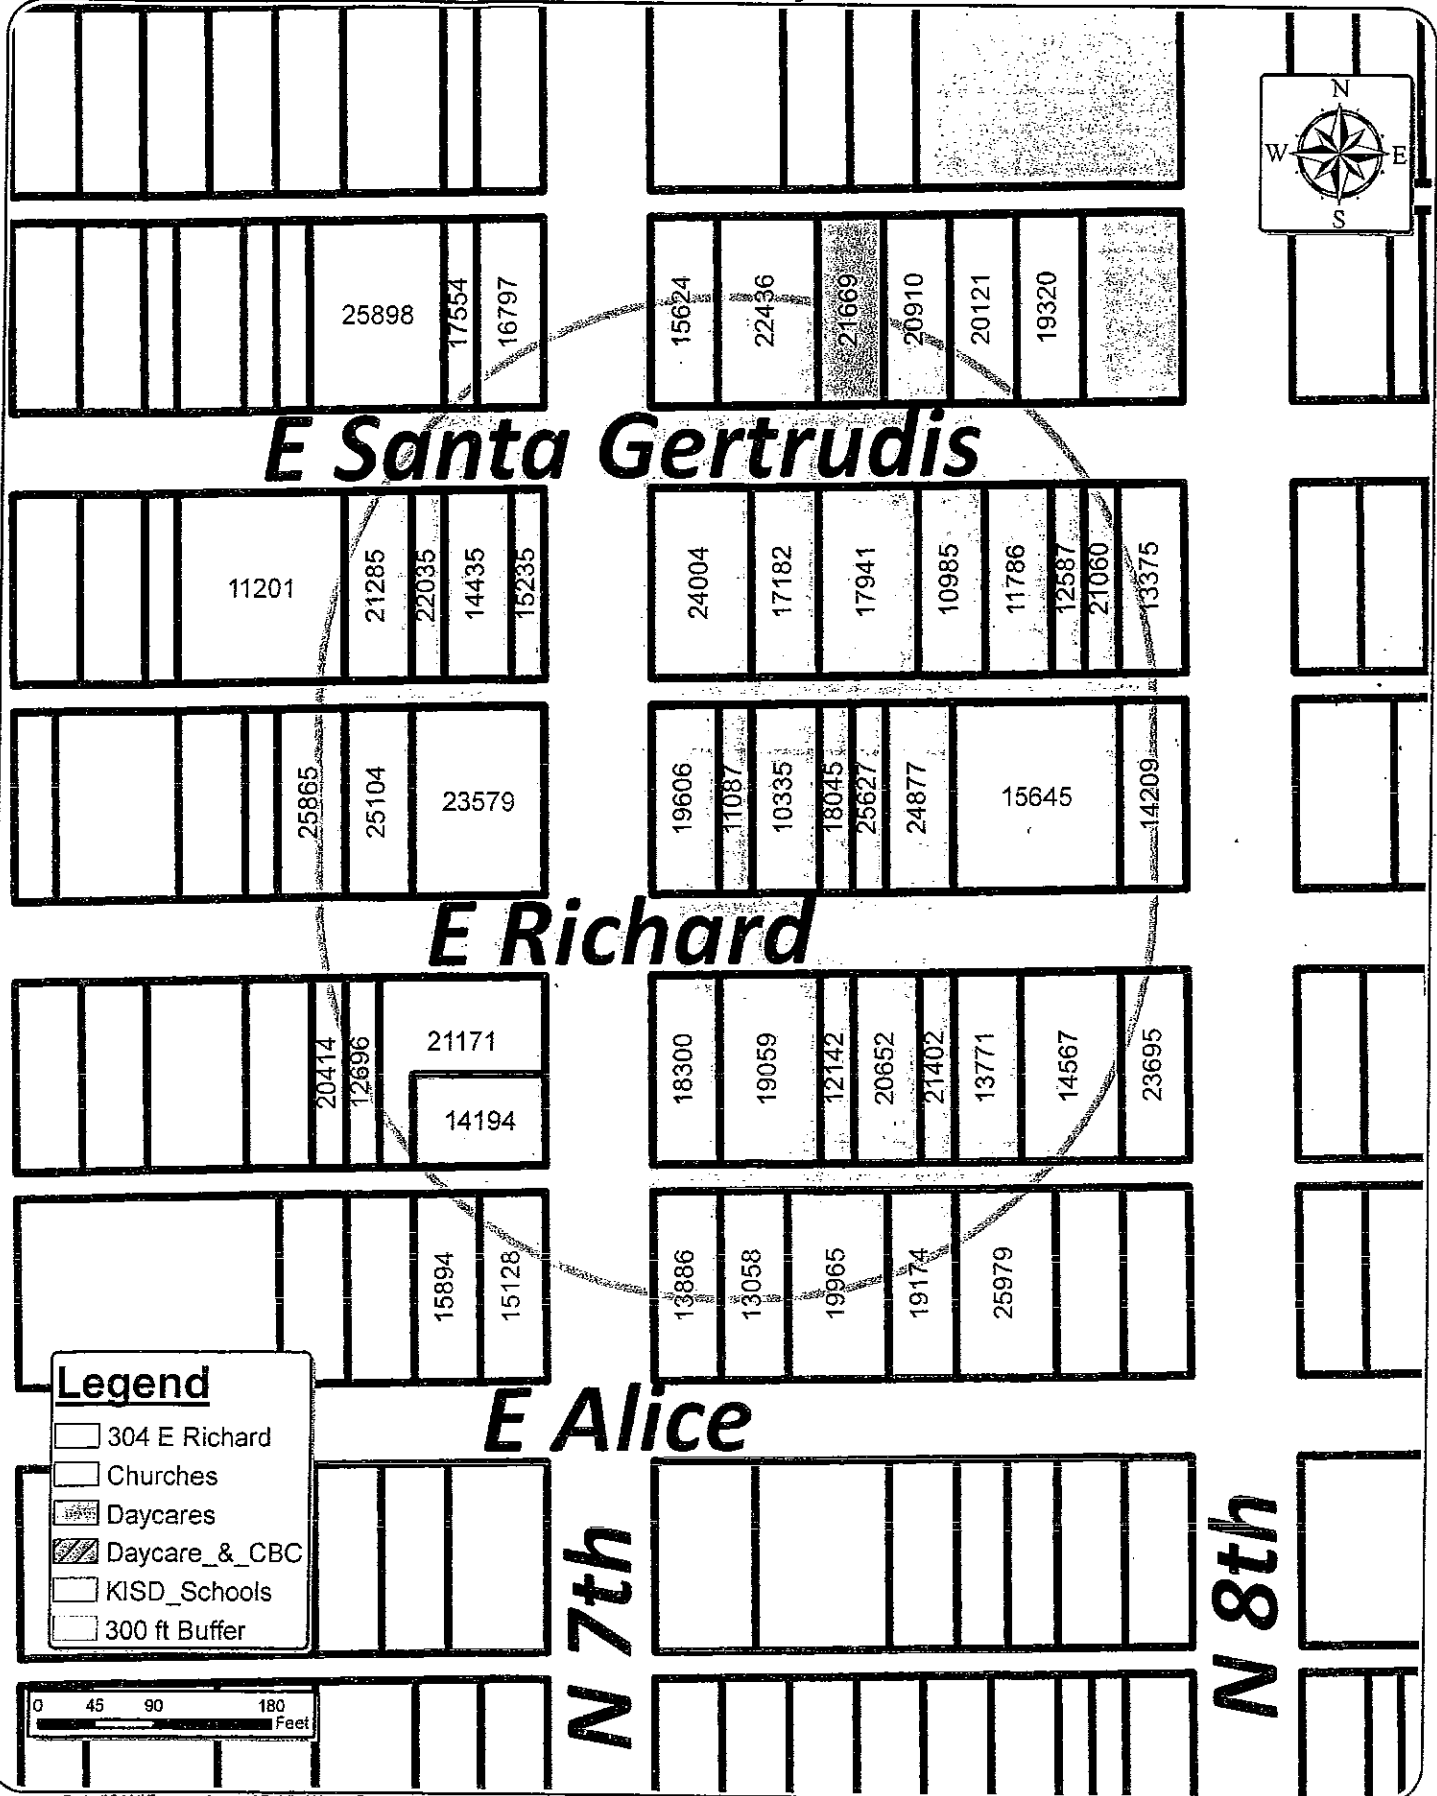 N
W E
S
25898 17554 16797 15624 22436 21669 20910 20121 19320
E Santa Gertrudis
11201 21285 22035 14435 15235 24004 17182 17941 10985 11786 12587 21060 13375
25865 25104 23579 19606 11087 10335 18045 25627 24877 15645 14209
E Richard
20414 12696 21171 18300 19059 12142 20652 21402 13771 14567 23695
14194
15894 15128 13886 13058 19965 19174 25979
E Alice
N 7th
N 8th
Legend
304 E Richard
Churches
Daycares
Daycare_&_CBC
KISD_Schools
300 ft Buffer
0 45 90 180
Feet